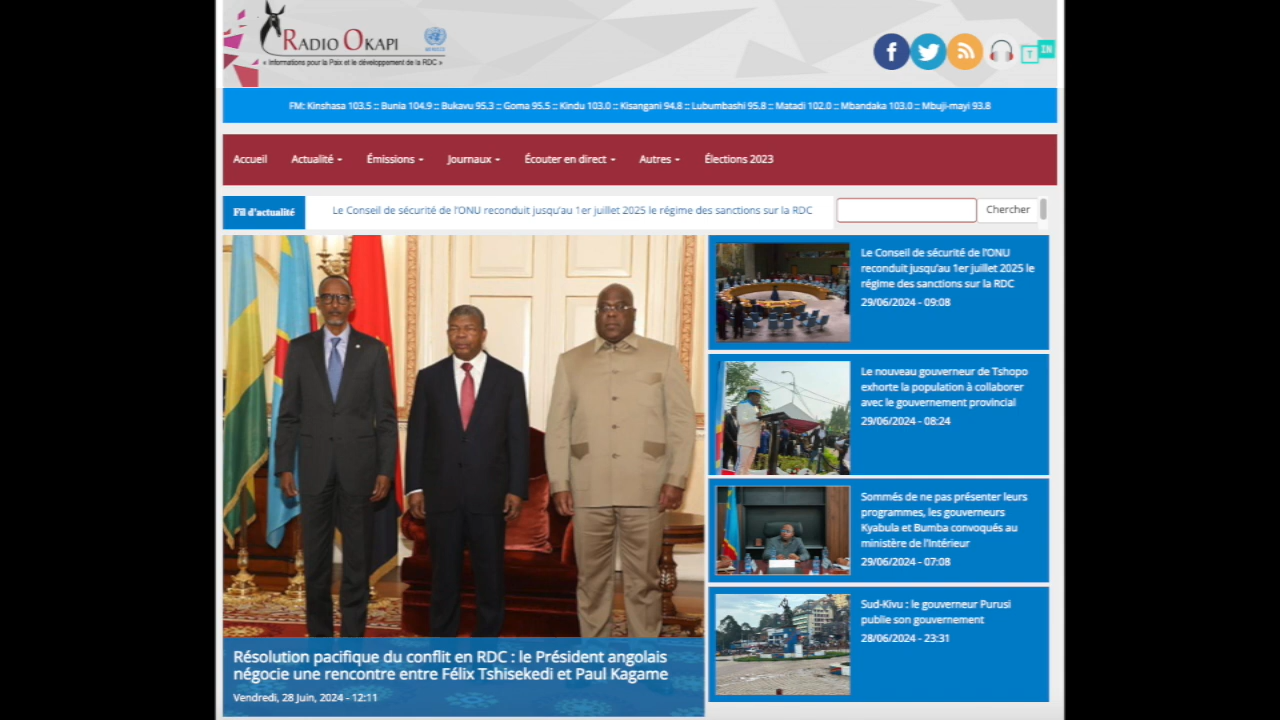 RADIO OKAPI
« Informations pour la Paix et le développement de la RDC »
T IN
FM: Kinshasa 103.5 :: Bunia 104.9 :: Bukavu 95.3 :: Goma 95.5 :: Kindu 103.0 :: Kisangani 94.8 :: Lubumbashi 95.8 :: Matadi 102.0 :: Mbandaka 103.0 :: Mbuji-mayi 93.8
Accueil Actualité Émissions Journaux Écouter en direct Autres Élections 2023
Fil d'actualité Le Conseil de sécurité de l'ONU reconduit jusqu'au 1er juillet 2025 le régime des sanctions sur la RDC Chercher
Résolution pacifique du conflit en RDC : le Président angolais
négocie une rencontre entre Félix Tshisekedi et Paul Kagame
Vendredi, 28 Juin, 2024 - 12:11
Le Conseil de sécurité de l'ONU
reconduit jusqu'au 1er juillet 2025 le
régime des sanctions sur la RDC
29/06/2024 - 09:08
Le nouveau gouverneur de Tshopo
exhorte la population à collaborer
avec le gouvernement provincial
29/06/2024 - 08:24
Sommés de ne pas présenter leurs
programmes, les gouverneurs
Kyabula et Bumba convoqués au
ministère de l'Intérieur
29/06/2024 - 07:08
Sud-Kivu : le gouverneur Purusi
publie son gouvernement
28/06/2024 - 23:31